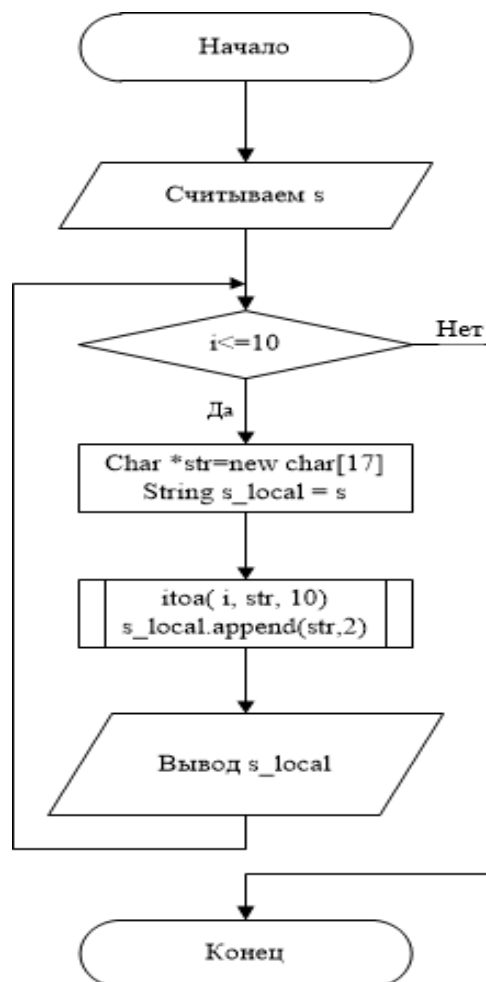 Начало
Считываем s
i<=10
Нет
Да
Char *str=new char[17]
String s_local = s
itoa( i, str, 10)
s_local.append(str,2)
Вывод s_local
Конец